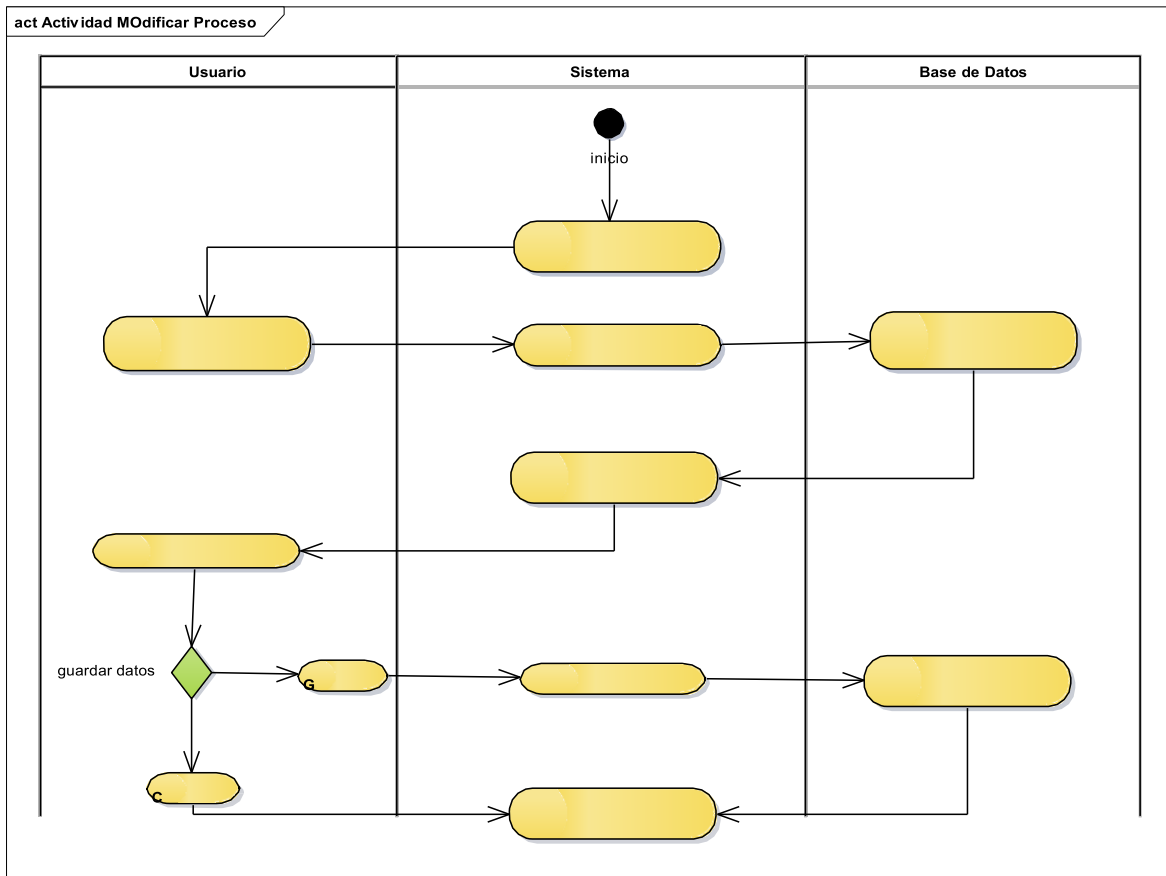 act Actividad MOdificar Proceso
Usuario
Sistema
Base de Datos
inicio
guardar datos
G
C